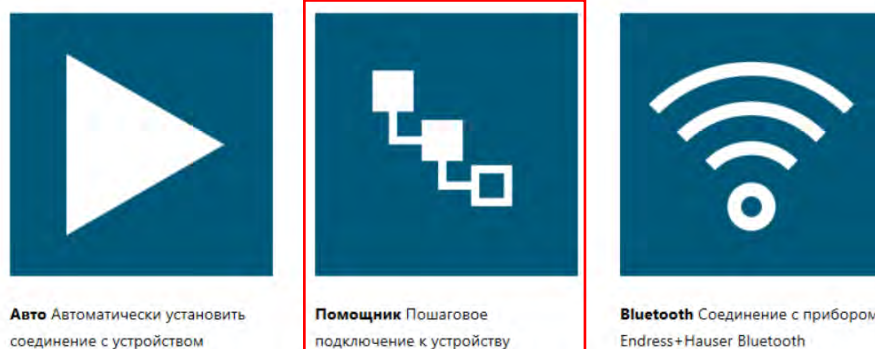 Авто Автоматически установить
соединение с устройством
Помощник Пошаговое
подключение к устройству
Bluetooth Соединение с прибором
Endress+Hauser Bluetooth